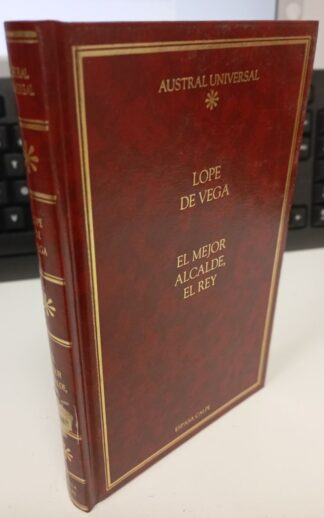 AUSTRAL UNIVERSAL
LOPE
DE VEGA
EL MEJOR
ALCALDE,
EL REY
ESPASA CALPE